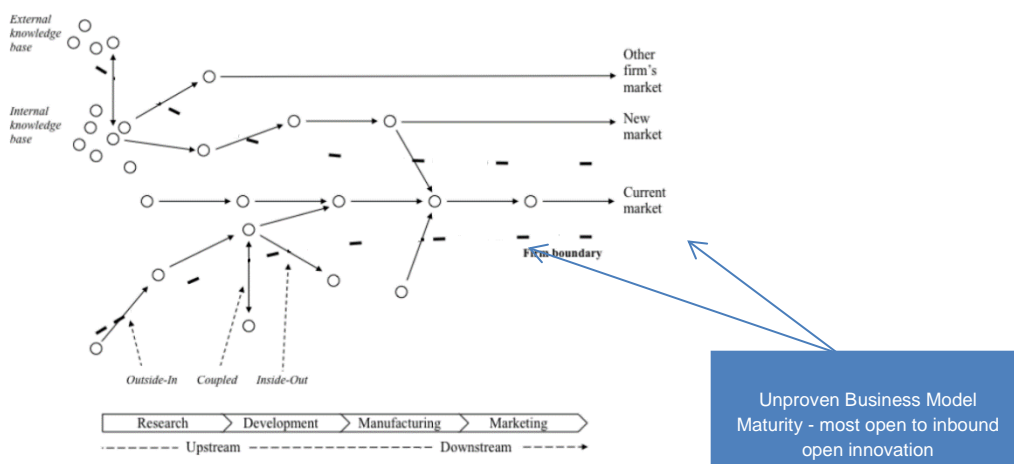 External
knowledge
base
Other
firm's
market
Internal
knowledge
base
New
market
Current
market
Firm boundary
Outside-In
Coupled
Inside-Out
Research
Development
Manufacturing
Marketing
Upstream
Downstream
Unproven Business Model
Maturity - most open to inbound
open innovation